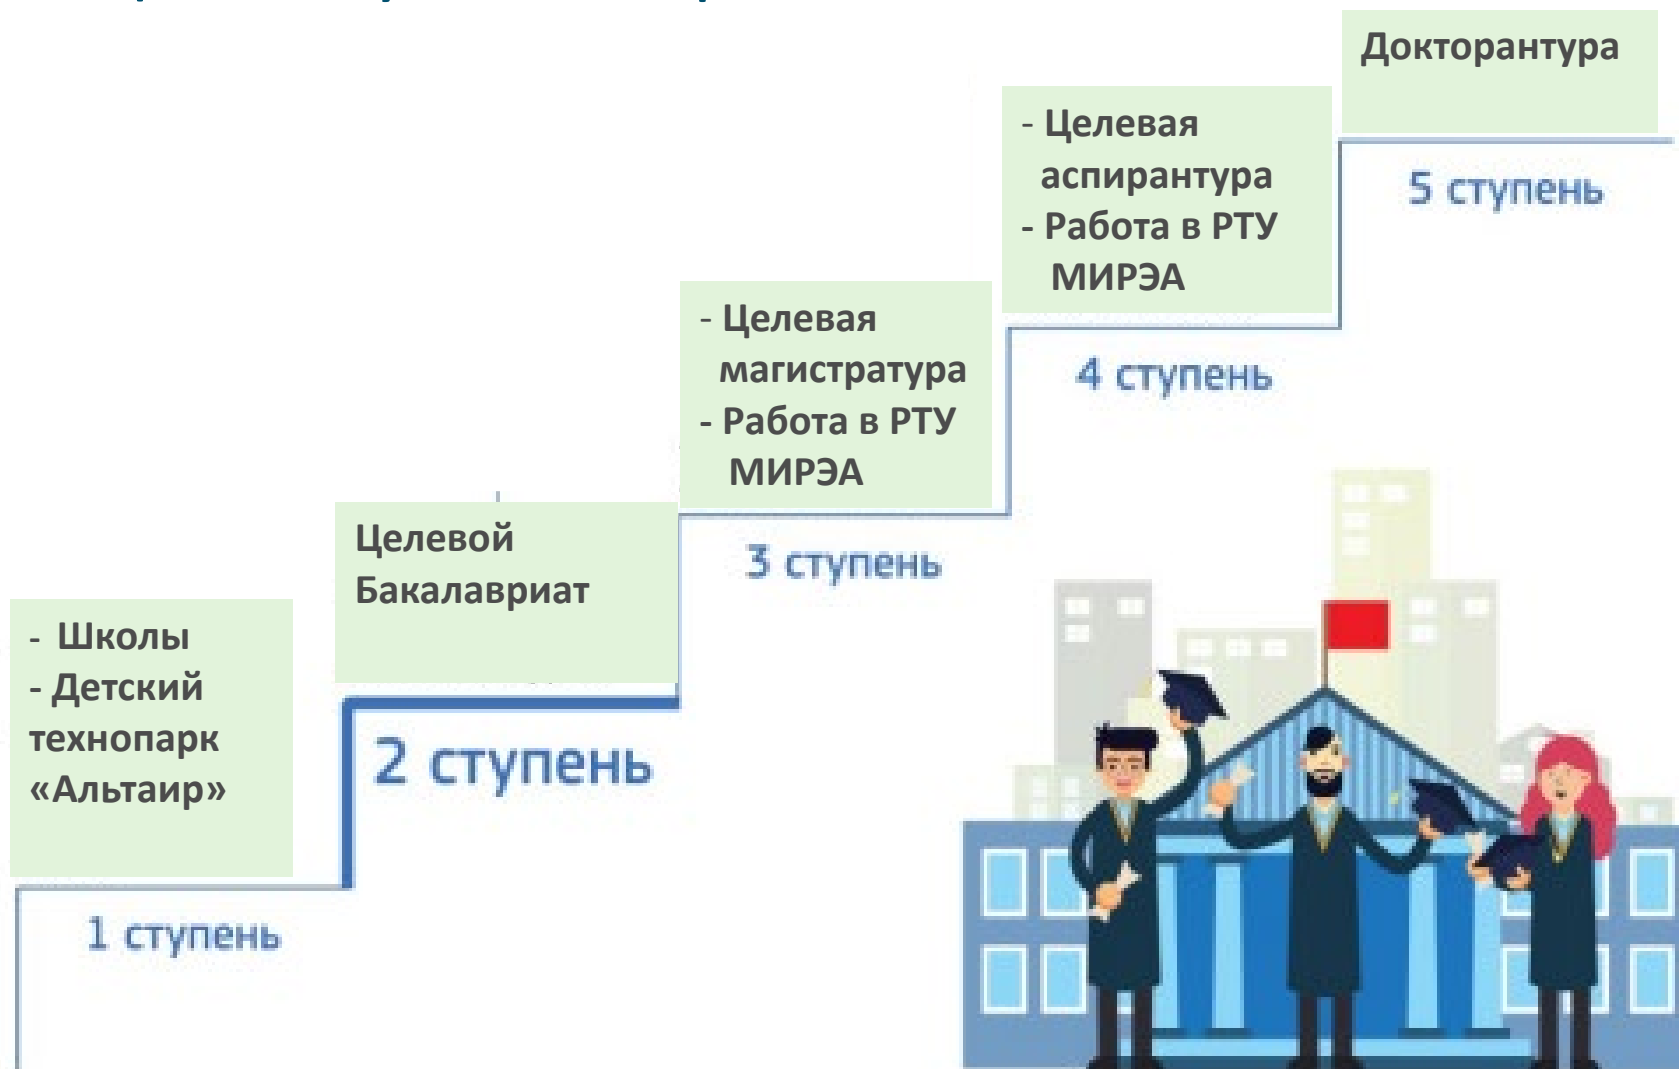 Докторантура
5 ступень
- Целевая
аспирантура
- Работа в РТУ
МИРЭА
4 ступень
- Целевая
магистратура
- Работа в РТУ
МИРЭА
3 ступень
Целевой
Бакалавриат
2 ступень
- Школы
- Детский
технопарк
«Альтаир»
1 ступень